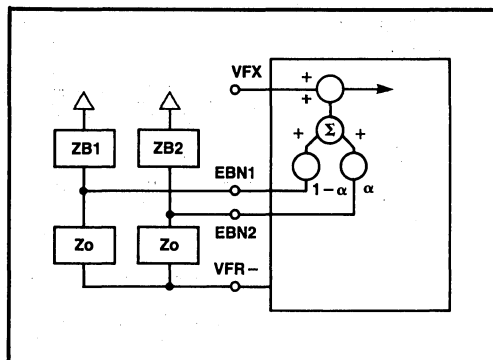 VFX
+
+
Σ
+ +
ZB1 ZB2
EBN1
1-α α
EBN2
Zo Zo
VFR-